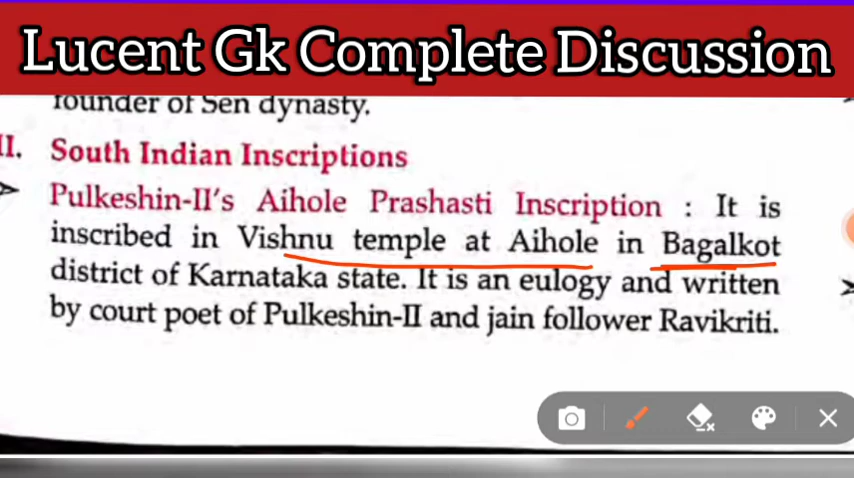 Lucent Gk Complete Discussion
founder of Sen dynasty.
II. South Indian Inscriptions
➢ Pulkeshin-II's Aihole Prashasti Inscription : It is
inscribed in Vishnu temple at Aihole in Bagalkot
district of Karnataka state. It is an eulogy and written
by court poet of Pulkeshin-II and jain follower Ravikriti.